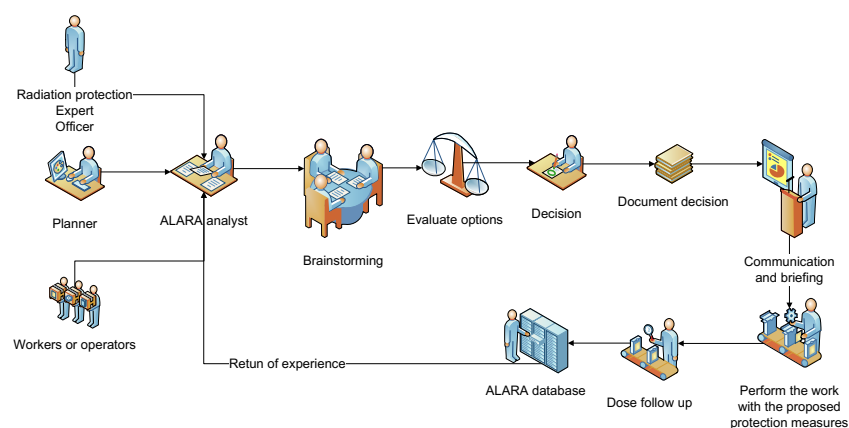 Radiation protection
Expert
Officer
Planner
ALARA analyst
Brainstorming
Evaluate options
Decision
Document decision
Communication
and briefing
Workers or operators
Retun of experience
ALARA database
Dose follow up
Perform the work
with the proposed
protection measures